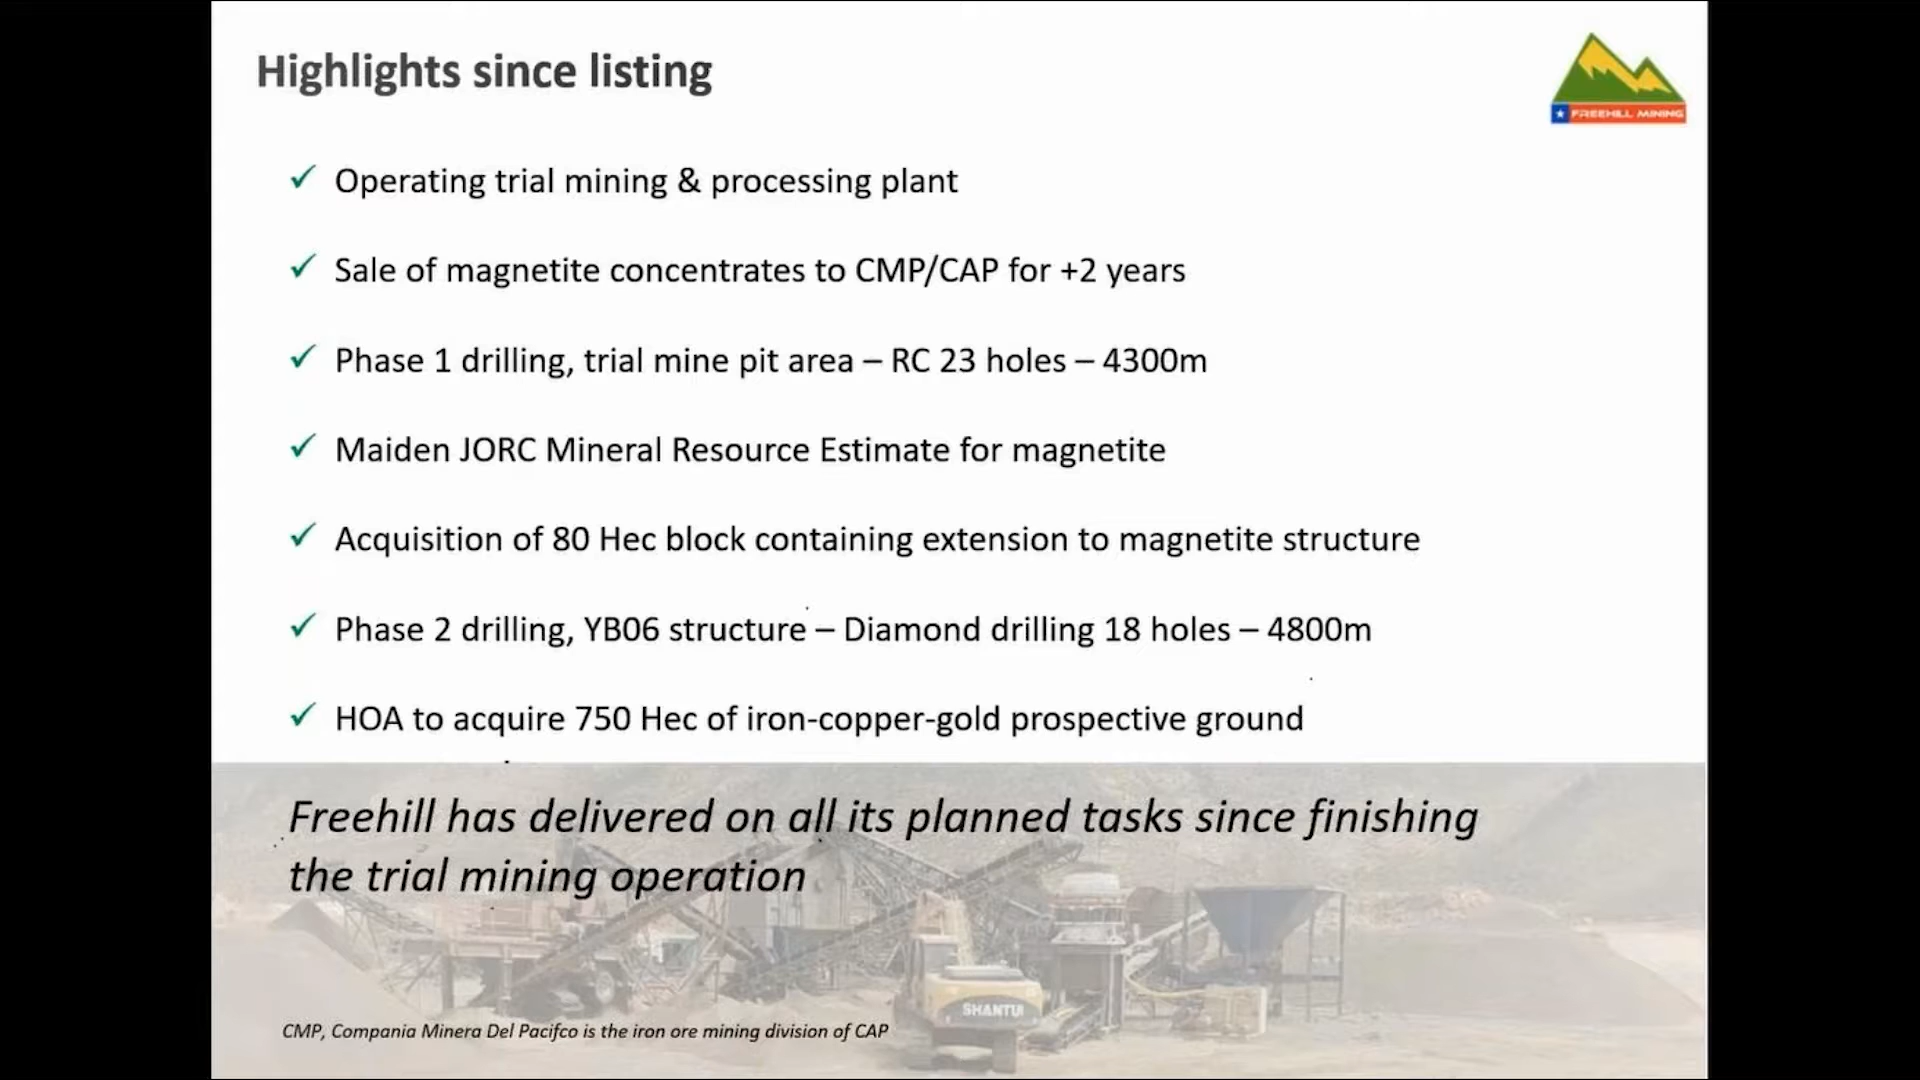 Highlights since listing
FREEHILL MINING
✓ Operating trial mining & processing plant
✓ Sale of magnetite concentrates to CMP/CAP for +2 years
✓ Phase 1 drilling, trial mine pit area – RC 23 holes – 4300m
✓ Maiden JORC Mineral Resource Estimate for magnetite
✓ Acquisition of 80 Hec block containing extension to magnetite structure
✓ Phase 2 drilling, YB06 structure – Diamond drilling 18 holes – 4800m
✓ HOA to acquire 750 Hec of iron-copper-gold prospective ground
Freehill has delivered on all its planned tasks since finishing
the trial mining operation
SHANTUI
CMP, Compania Minera Del Pacifco is the iron ore mining division of CAP